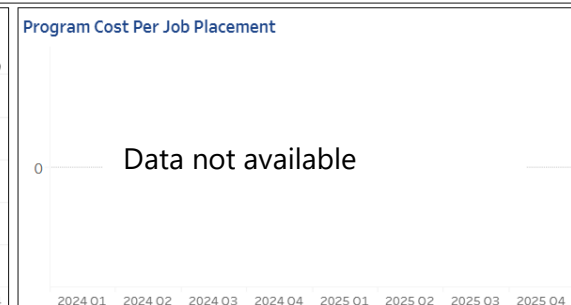 Program Cost Per Job Placement
Data not available
0
2024 Q1 2024 Q2 2024 Q3 2024 Q4 2025 Q1 2025 Q2 2025 Q3 2025 Q4